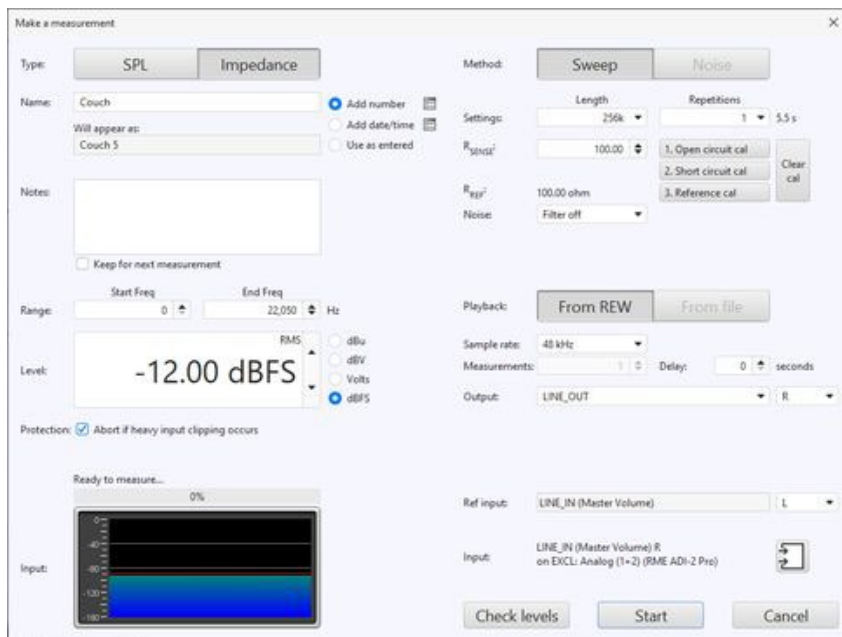 Make a measurement
Type: SPL Impedance
Method: Sweep Noise
Name: Couch
Add number
Add date/time
Use as entered
Will appear as:
Couch 5
Length Repetitions
Settings: 256k 1 5.5 s
RSENSE: 100.00
1. Open circuit cal
2. Short circuit cal
3. Reference cal
Clear cal
RREF: 100.00 ohm
Noise: Filter off
Notes:
Keep for next measurement
Start Freq End Freq
Range: 0 22,050 Hz
Playback: From REW From file
Level: -12.00 dBFS
RMS
dBu
dBV
Volts
dBFS
Sample rate: 48 kHz
Measurements: 1 Delay: 0 seconds
Output: LINE_OUT R
Protection: Abort if heavy input clipping occurs
Ready to measure...
0%
Input:
0
-40
-80
-120
-160
Ref input: LINE_IN (Master Volume) L
Input: LINE_IN (Master Volume) R
on EXCL: Analog (1+2) (RME ADI-2 Pro)
Check levels Start Cancel